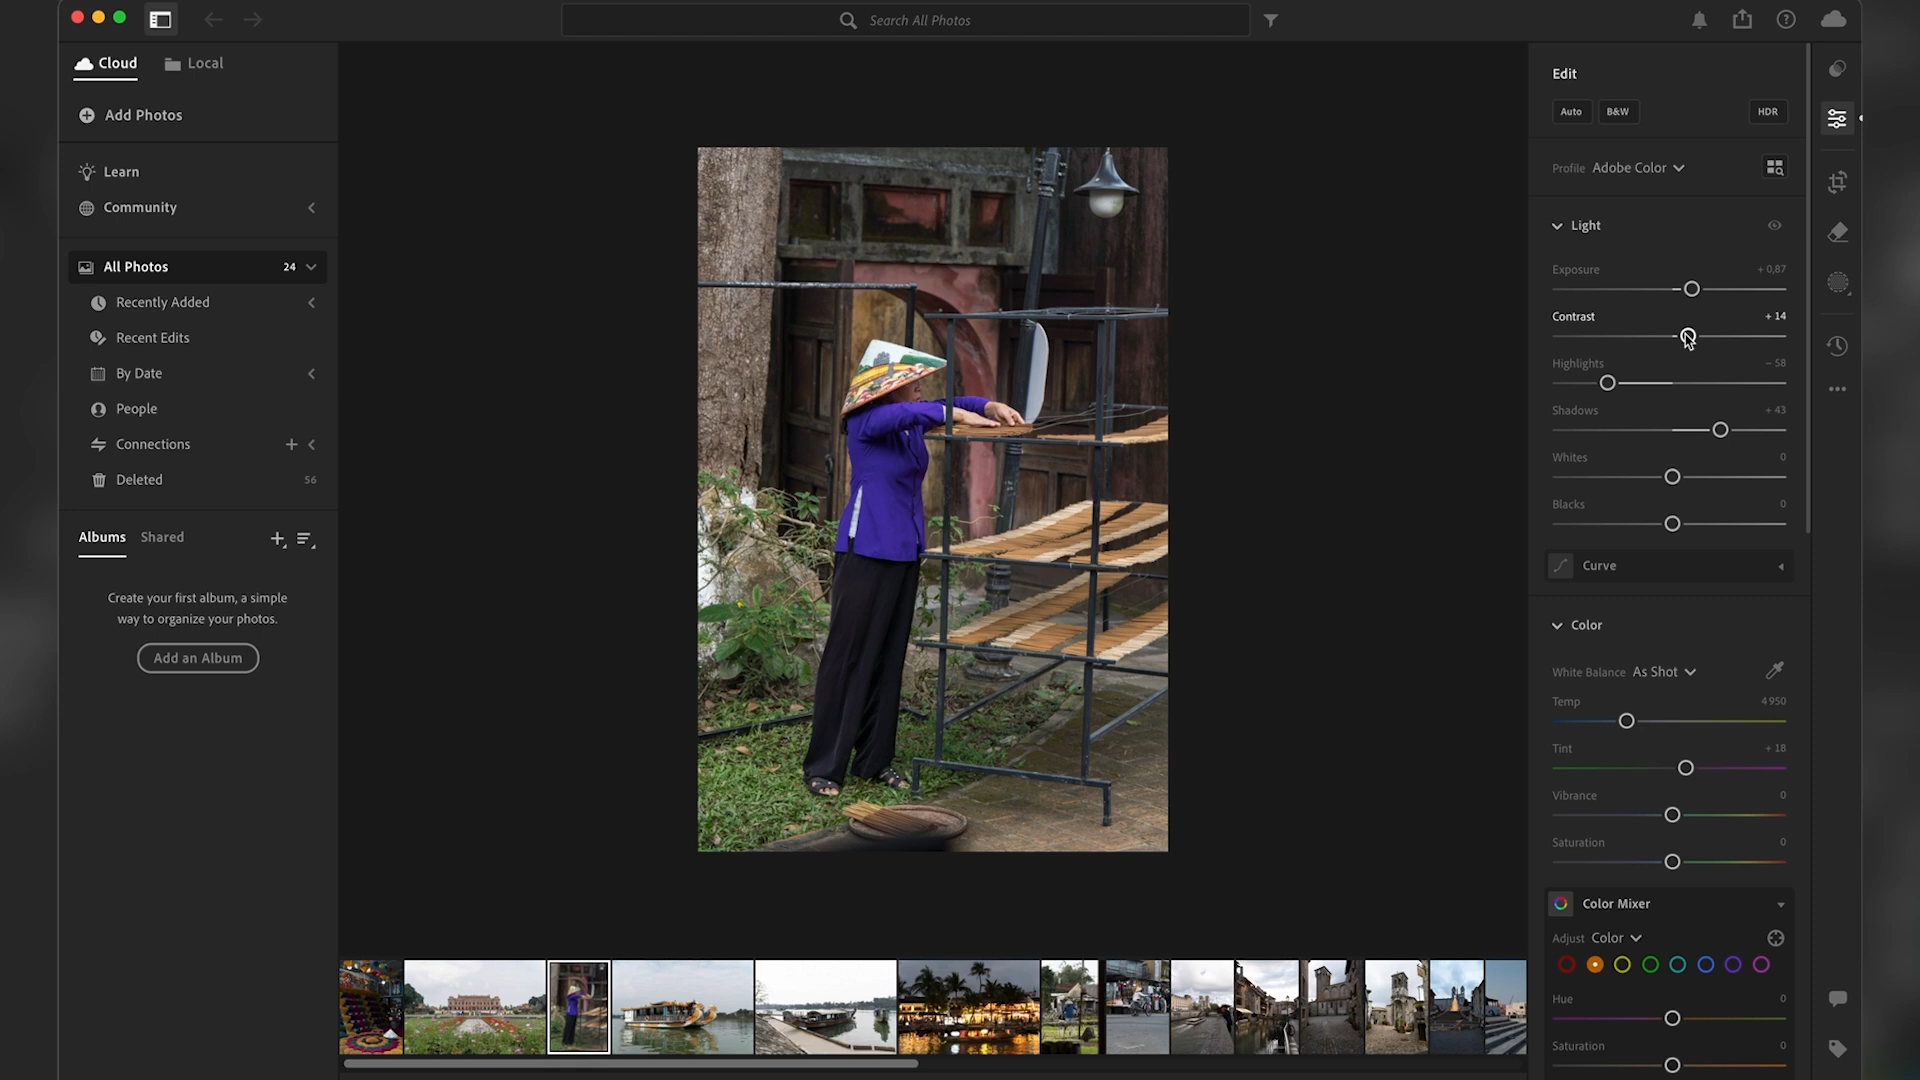 Search All Photos
Cloud
Local
Add Photos
Learn
Community
All Photos
24
Recently Added
Recent Edits
By Date
People
Connections
Deleted
56
Albums
Shared
Create your first album, a simple
way to organize your photos.
Add an Album
Edit
Auto
B&W
HDR
Profile Adobe Color
Light
Exposure
+ 0,87
Contrast
+ 14
Highlights
– 58
Shadows
+ 43
Whites
0
Blacks
0
Curve
Color
White Balance As Shot
Temp
4 950
Tint
+ 18
Vibrance
0
Saturation
0
Color Mixer
Adjust Color
Hue
0
Saturation
0